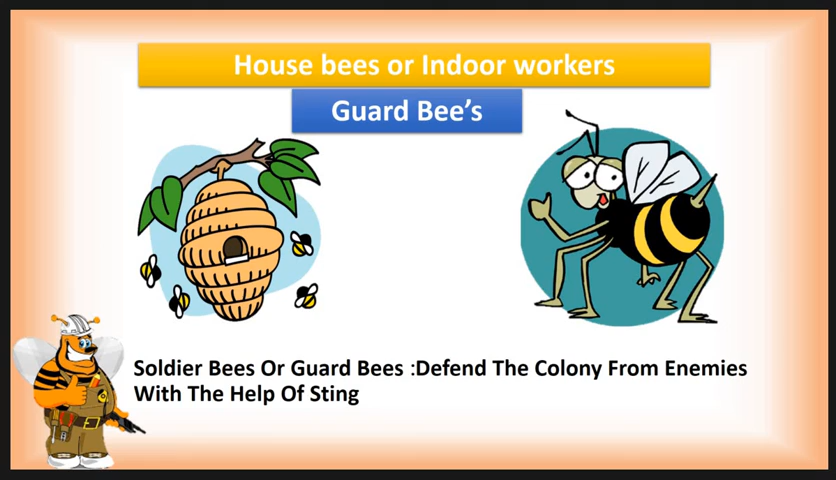 House bees or Indoor workers
Guard Bee’s
Soldier Bees Or Guard Bees :Defend The Colony From Enemies
With The Help Of Sting